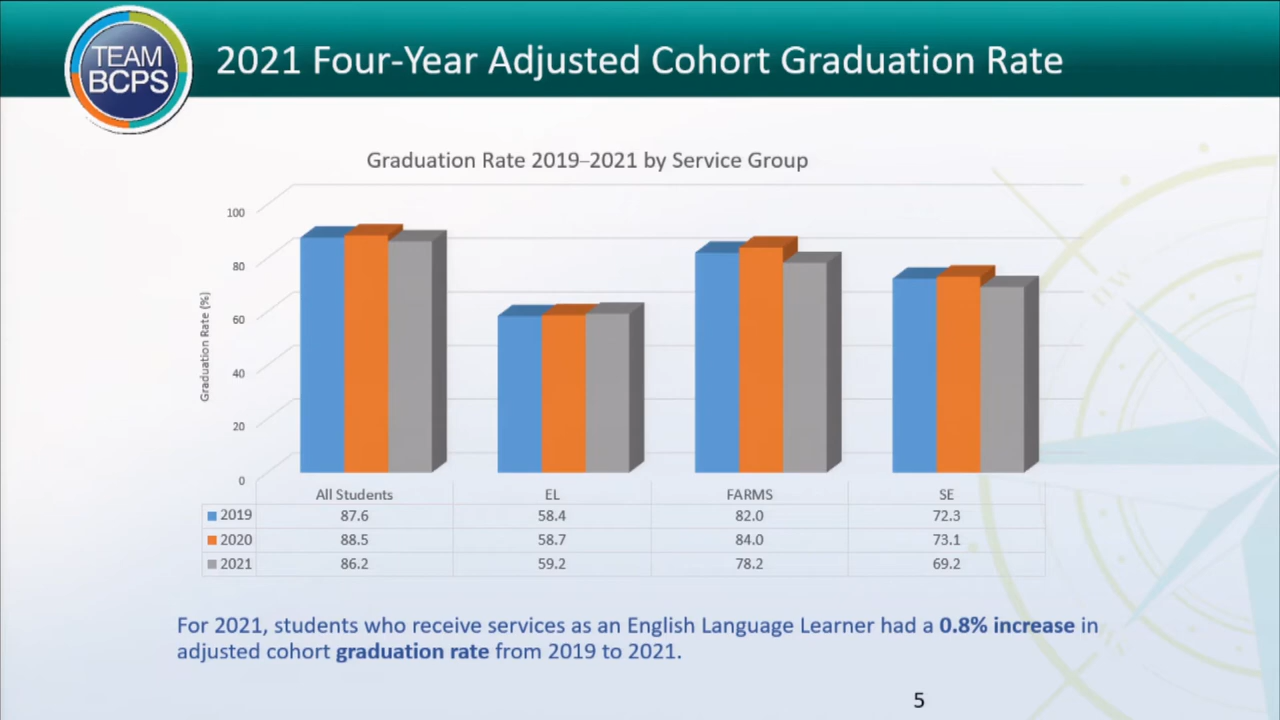 TEAM
BCPS
2021 Four-Year Adjusted Cohort Graduation Rate
Graduation Rate 2019–2021 by Service Group
Graduation Rate (%)
100
80
60
40
20
0
All Students EL FARMS SE
2019 87.6 58.4 82.0 72.3
2020 88.5 58.7 84.0 73.1
2021 86.2 59.2 78.2 69.2
For 2021, students who receive services as an English Language Learner had a 0.8% increase in
adjusted cohort graduation rate from 2019 to 2021.
5